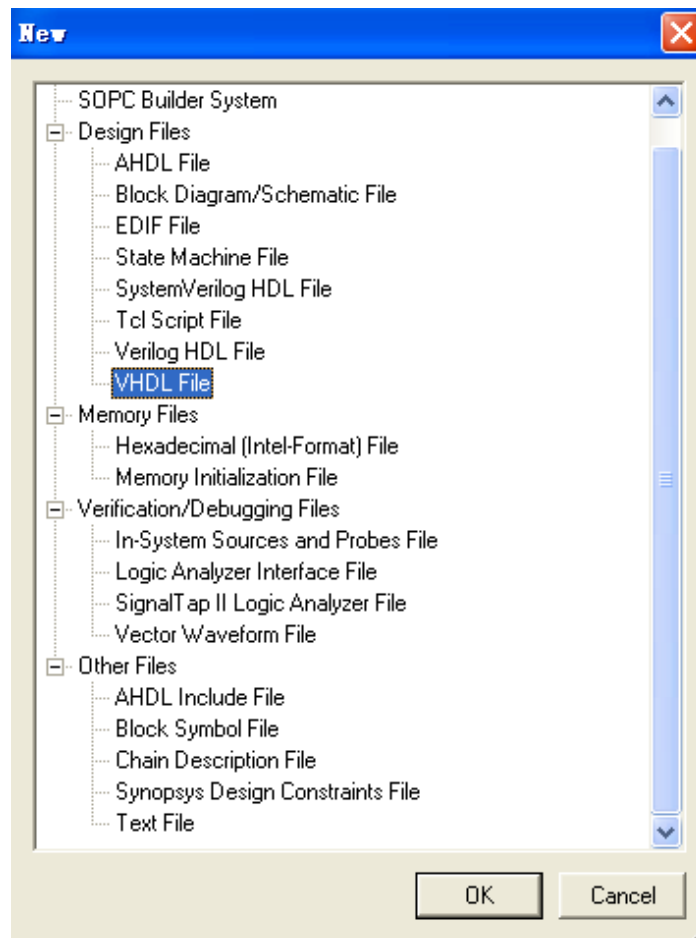 New
SOPC Builder System
Design Files
AHDL File
Block Diagram/Schematic File
EDIF File
State Machine File
SystemVerilog HDL File
Tcl Script File
Verilog HDL File
VHDL File
Memory Files
Hexadecimal (Intel-Format) File
Memory Initialization File
Verification/Debugging Files
In-System Sources and Probes File
Logic Analyzer Interface File
SignalTap II Logic Analyzer File
Vector Waveform File
Other Files
AHDL Include File
Block Symbol File
Chain Description File
Synopsys Design Constraints File
Text File
OK Cancel